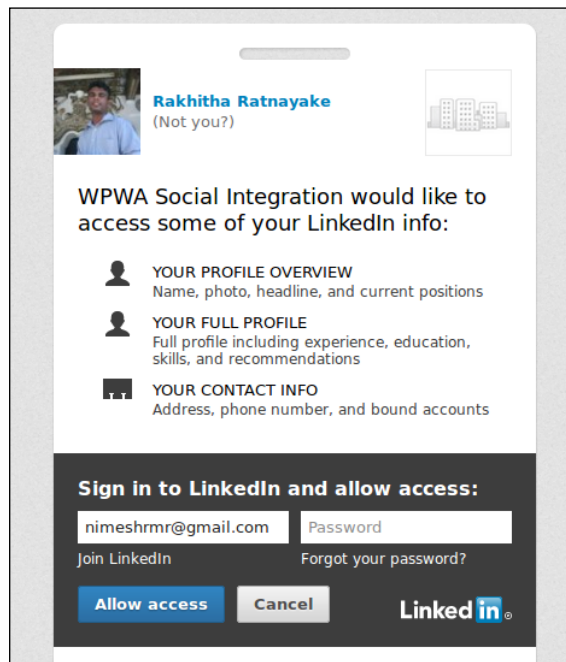 Rakhitha Ratnayake
(Not you?)
WPWA Social Integration would like to
access some of your LinkedIn info:
YOUR PROFILE OVERVIEW
Name, photo, headline, and current positions
YOUR FULL PROFILE
Full profile including experience, education,
skills, and recommendations
YOUR CONTACT INFO
Address, phone number, and bound accounts
Sign in to LinkedIn and allow access:
nimeshrmr@gmail.com Password
Join LinkedIn Forgot your password?
Allow access Cancel Linked in ®